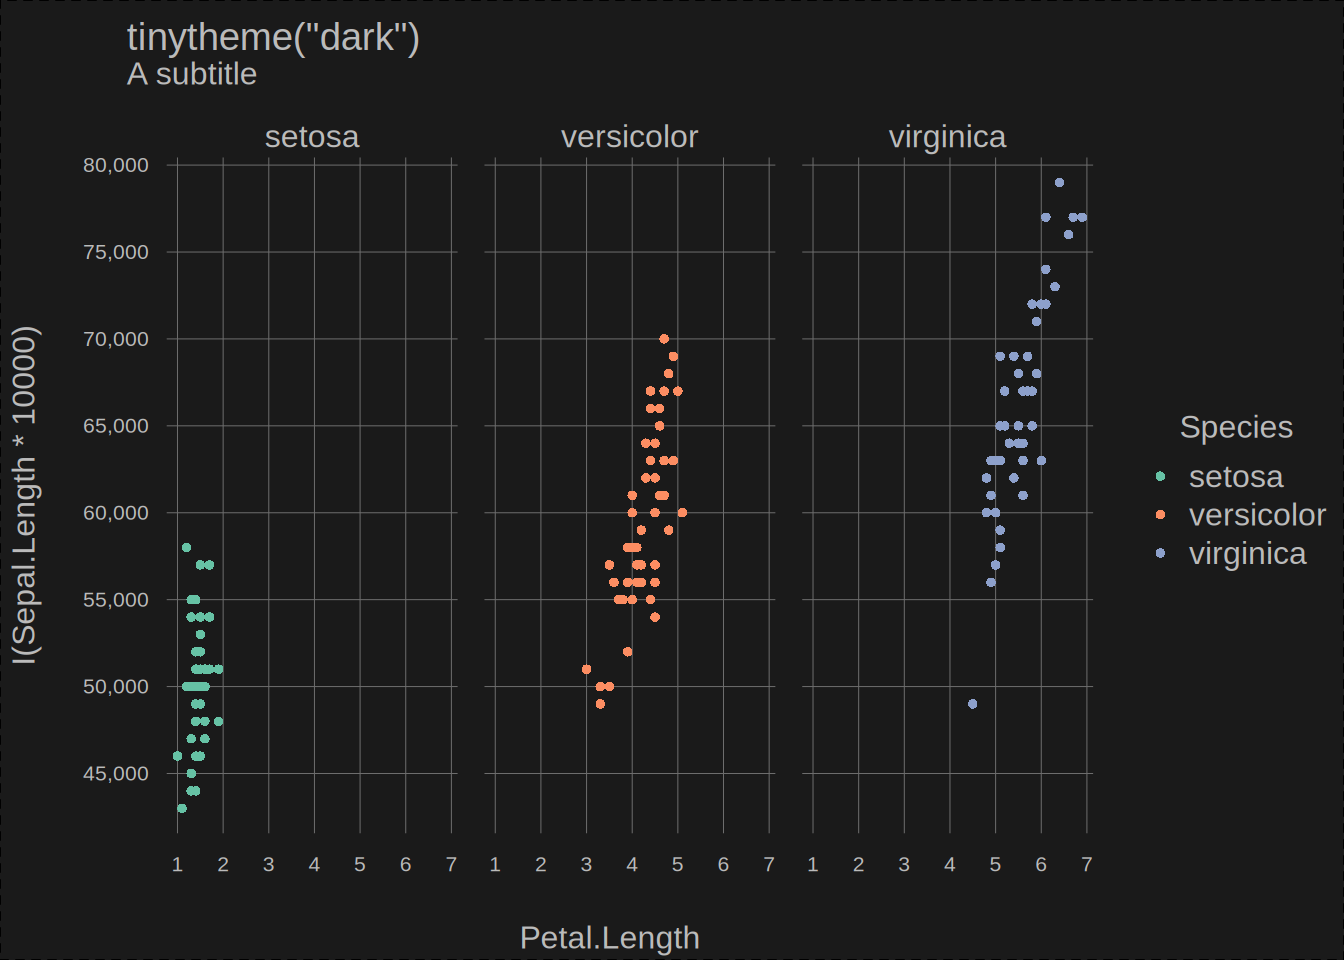 tinytheme("dark")
A subtitle
setosa versicolor virginica
80,000
75,000
70,000
65,000
60,000
55,000
50,000
45,000
I(Sepal.Length * 10000)
1 2 3 4 5 6 7 1 2 3 4 5 6 7 1 2 3 4 5 6 7
Petal.Length
Species
setosa
versicolor
virginica